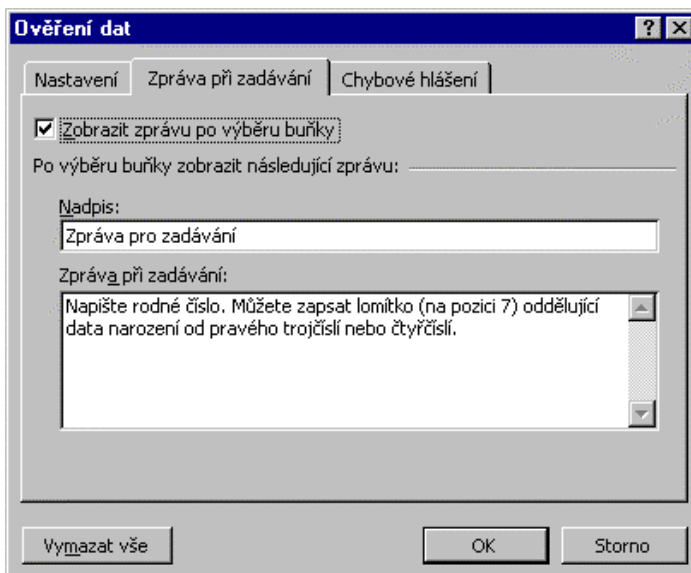 Ověření dat
Nastavení
Zpráva při zadávání
Chybové hlášení
Zobrazit zprávu po výběru buňky
Po výběru buňky zobrazit následující zprávu:
Nadpis:
Zpráva pro zadávání
Zpráva při zadávání:
Napište rodné číslo. Můžete zapsat lomítko (na pozici 7) oddělující
data narození od pravého trojčíslí nebo čtyřčíslí.
Vymazat vše
OK
Storno